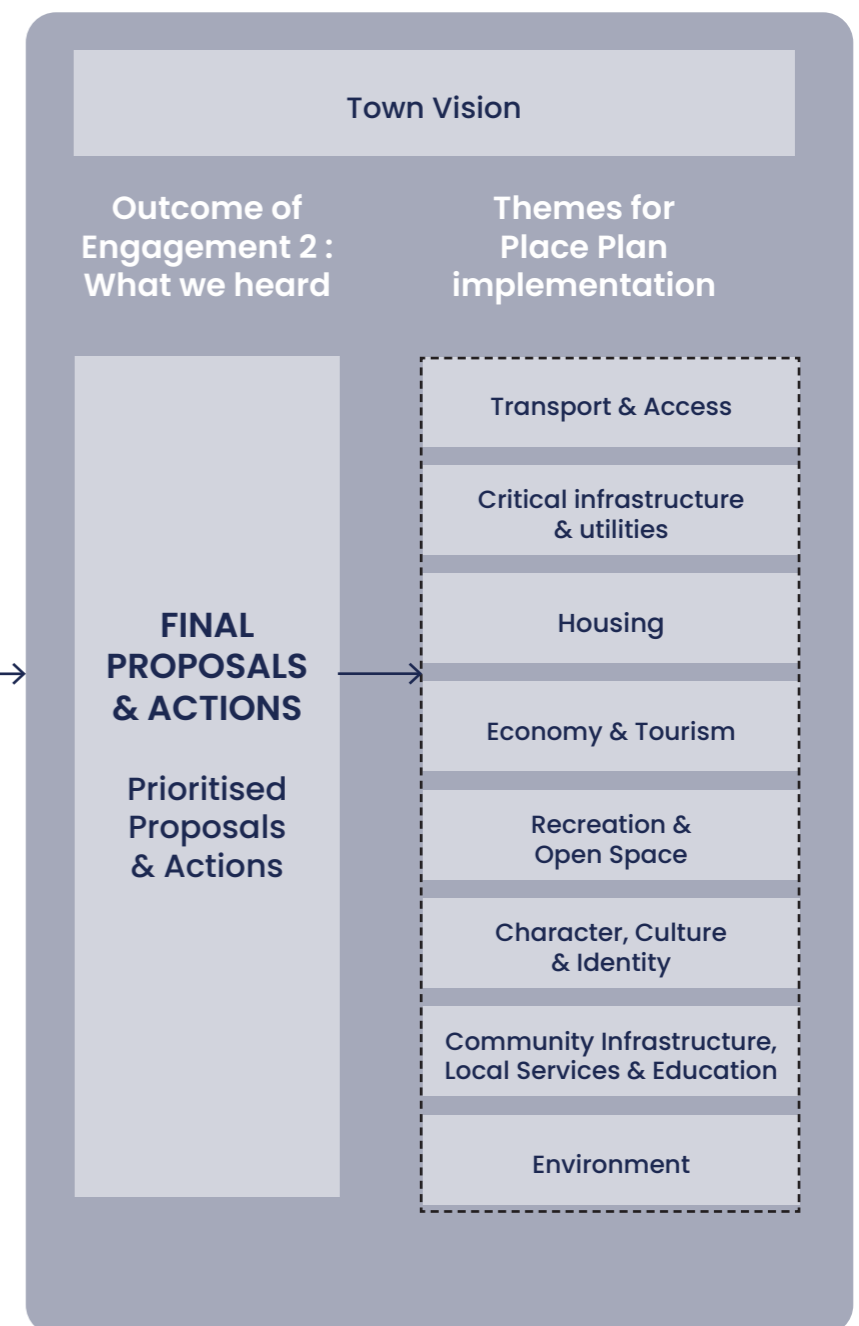 Town Vision
Outcome of
Engagement 2 :
What we heard
Themes for
Place Plan
implementation
FINAL
PROPOSALS
& ACTIONS
Prioritised
Proposals
& Actions
Transport & Access
Critical infrastructure
& utilities
Housing
Economy & Tourism
Recreation &
Open Space
Character, Culture
& Identity
Community Infrastructure,
Local Services & Education
Environment